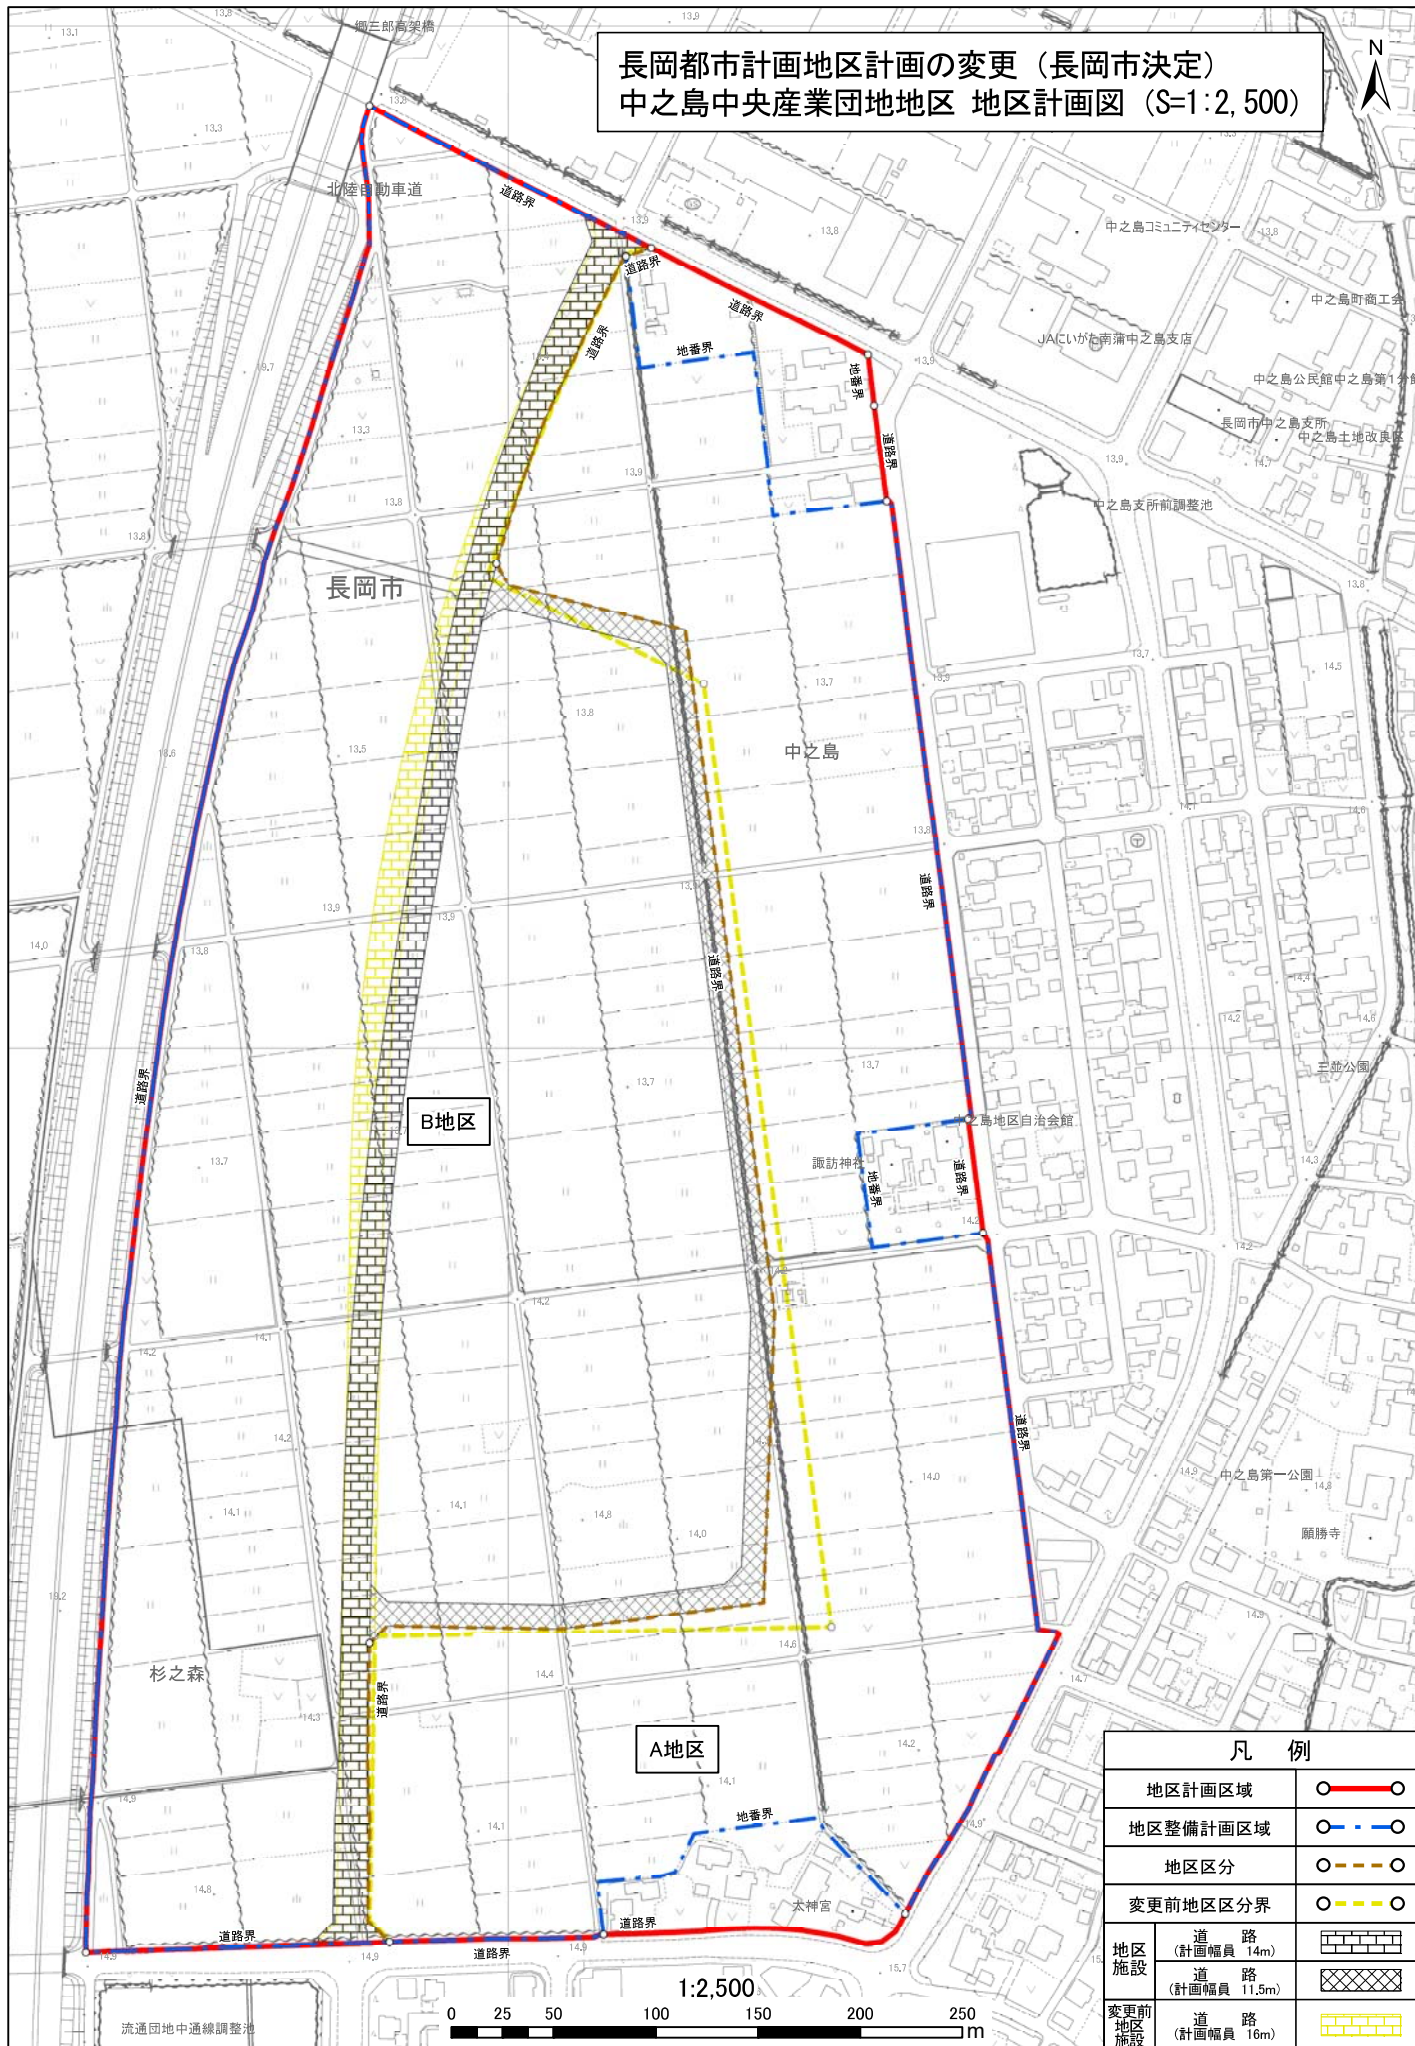 長岡都市計画地区計画の変更（長岡市決定）
中之島中央産業団地地区 地区計画図（S=1:2,500）
N
郷三郎高架橋
北陸自動車道
道路界
道路界
道路界
道路界
地番界
地番界
道路界
中之島コミュニティセンター
中之島町商工会
JAにいがた南蒲中之島支店
長岡市中之島支所
中之島土地改良区
中之島支所前調整池
長岡市
中之島
道路界
道路界
道路界
B地区
中之島地区自治会館
諏訪神社
地番界
道路界
三並公園
道路界
中之島第一公園
願勝寺
杉之森
道路界
A地区
地番界
太神宮
道路界
道路界
道路界
流通団地中通線調整池
1:2,500
0 25 50 100 150 200 250 m
凡 例
地区計画区域
地区整備計画区域
地区区分
変更前地区区分界
地区施設
道 路
(計画幅員 14m)
道 路
(計画幅員 11.5m)
変更前地区施設
道 路
(計画幅員 16m)